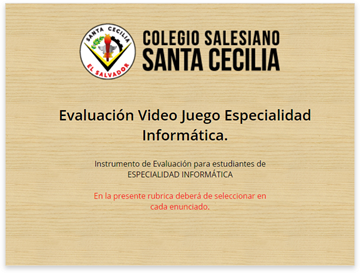 SANTA CECILIA
EL SALVADOR
COLEGIO SALESIANO
SANTA CECILIA
Evaluación Video Juego Especialidad
Informática.
Instrumento de Evaluación para estudiantes de
ESPECIALIDAD INFORMÁTICA
En la presente rubrica deberá de seleccionar en
cada enunciado.